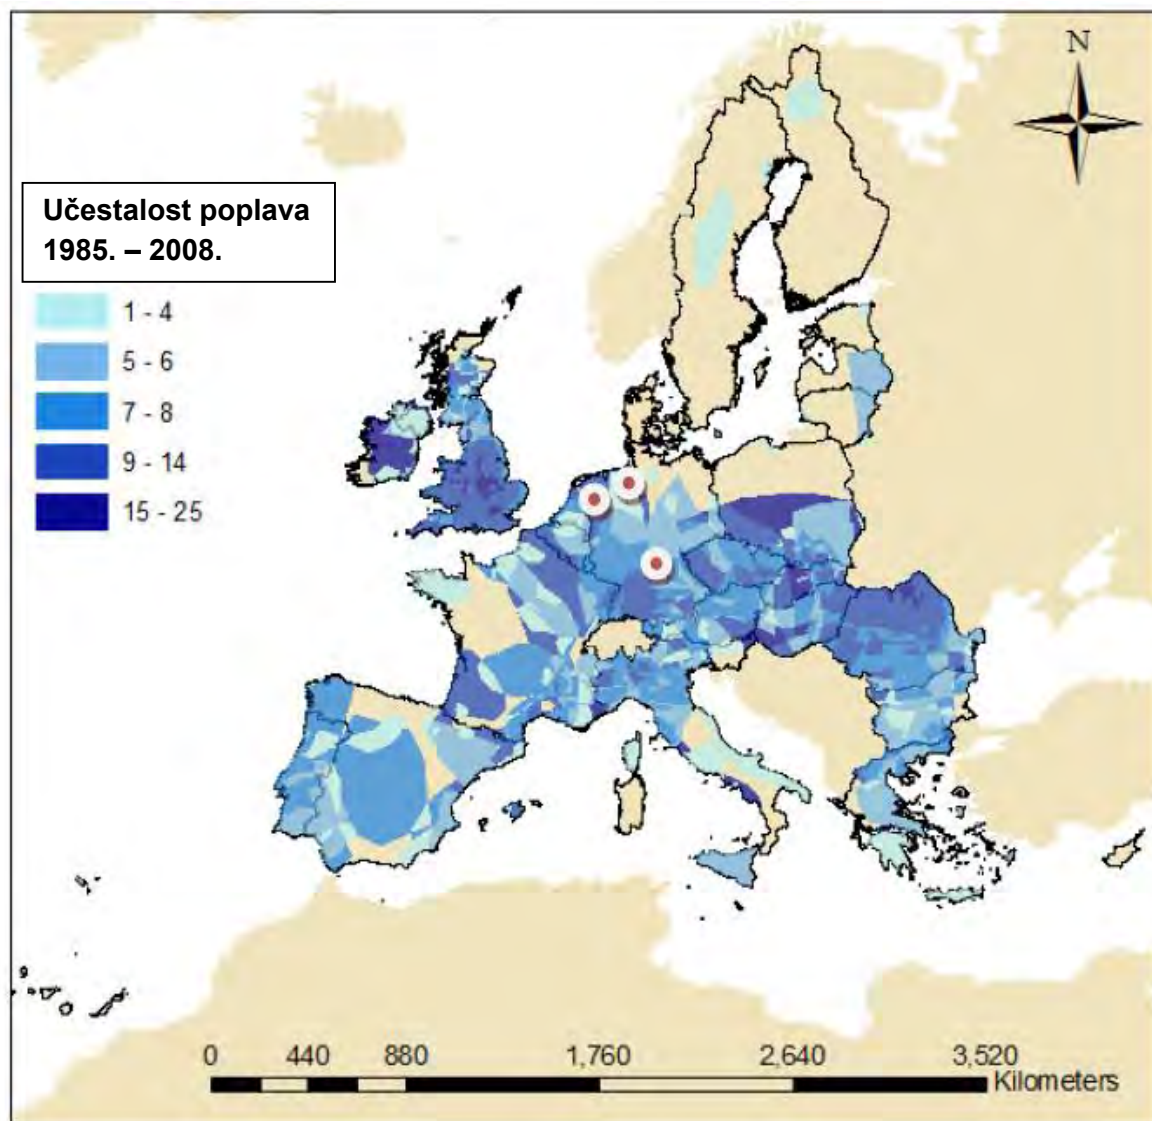 N
Učestalost poplava
1985. – 2008.
1 - 4
5 - 6
7 - 8
9 - 14
15 - 25
0 440 880 1,760 2,640 3,520
Kilometers